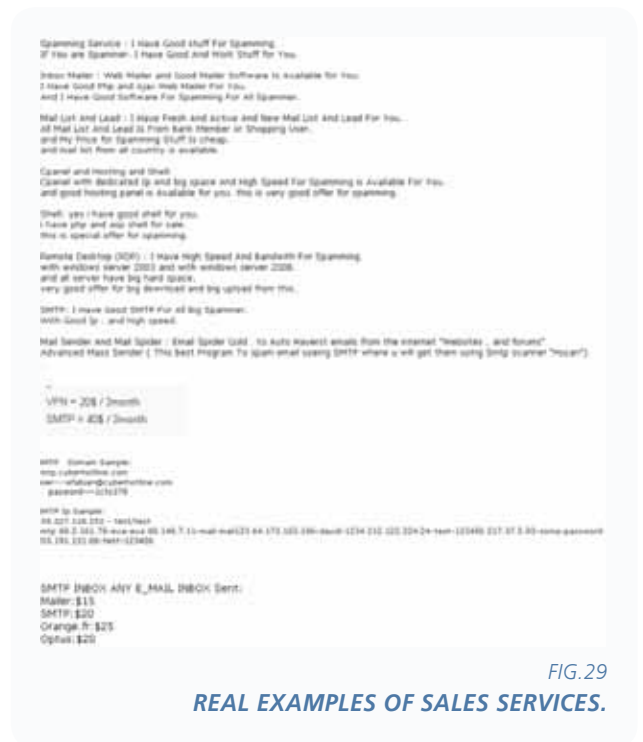 Spamming Service : I Have Good stuff For Spamming
If You are Spammer. I Have Good And Work Stuff for You.
Inbox Mailer : Web Mailer and Good Mailer Software Is Available for You.
I Have Good Php and Ajax Web Mailer For You.
And I Have Good Software For Spamming For All Spammer.
Mail List And Lead : I Have Fresh And Active And New Mail List And Lead For You.
All Mail List And Lead Is From Bank Member or Shopping User.
and My Price for Spamming Stuff Is cheap.
and mail list from all country is available.
Cpanel and Hosting and Shell
Cpanel with dedicated ip and big space and High Speed For Spamming is Available For You.
and good hosting panel is Available for you. this is very good offer for spamming.
Shell: yes i have good shell for you.
i have php and asp shell for sale.
this is special offer for spamming.
Remote Desktop (RDP) : I Have High Speed And Bandwith For Spamming
with windows server 2003 and with windows server 2008.
and all server have big hard space.
very good offer for big download and big upload from this.
SMTP: I Have Good SMTP For All Big Spammer.
With Good Ip . and high speed.
Mail Sender And Mail Spider : Email Spider Gold . to Auto Haverst emails from the internet "Websites , and forums"
Advanced Mass Sender ( This best Program To spam email useing SMTP where u will get them using Smtp scanner
VPN = 20$ /
SMTP = 40$ /
Domain Sample:
Ip Sample:
SMTP INBOX ANY E_MAIL INBOX Sent:
Mailer:$15
SMTP:$20
Orange.fr:$25
Optus:$20
FIG.29
REAL EXAMPLES OF SALES SERVICES.